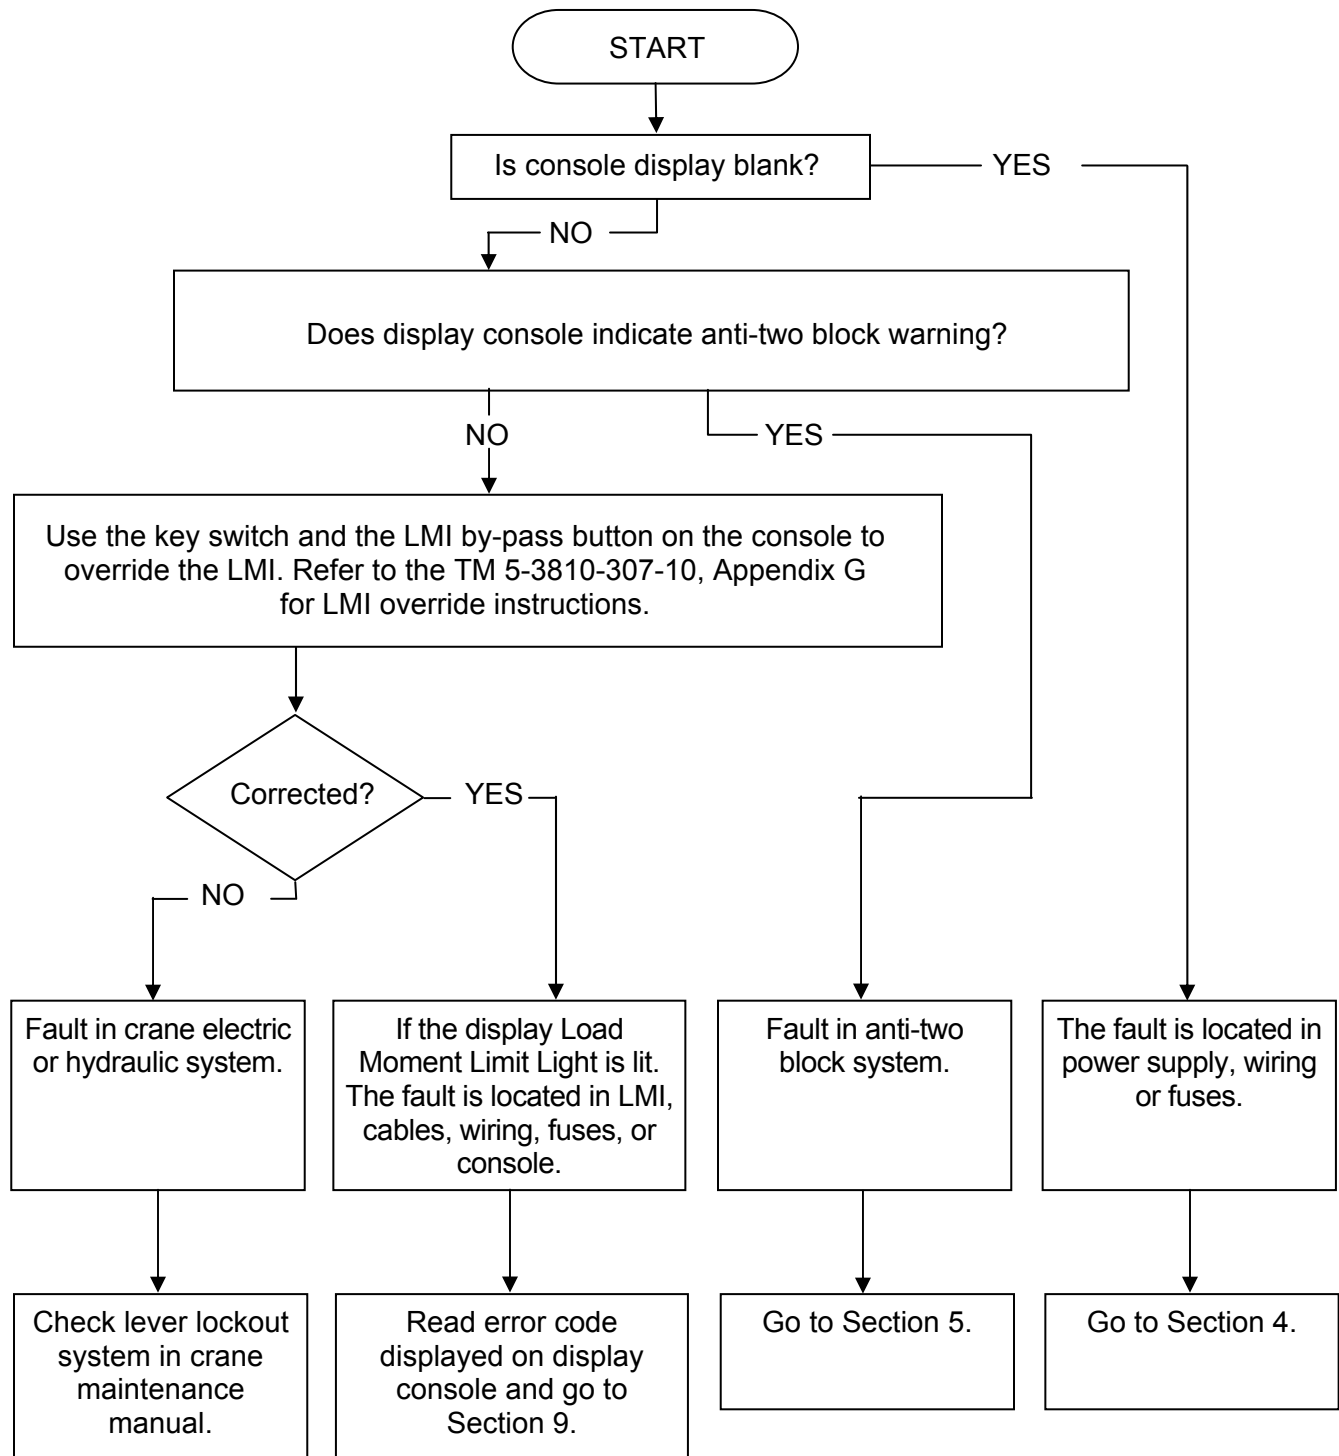 START
Is console display blank?
YES
NO
Does display console indicate anti-two block warning?
NO
YES
Use the key switch and the LMI by-pass button on the console to
override the LMI. Refer to the TM 5-3810-307-10, Appendix G
for LMI override instructions.
Corrected?
YES
NO
Fault in crane electric
or hydraulic system.
If the display Load
Moment Limit Light is lit.
The fault is located in LMI,
cables, wiring, fuses, or
console.
Fault in anti-two
block system.
The fault is located in
power supply, wiring
or fuses.
Check lever lockout
system in crane
maintenance
manual.
Read error code
displayed on display
console and go to
Section 9.
Go to Section 5.
Go to Section 4.